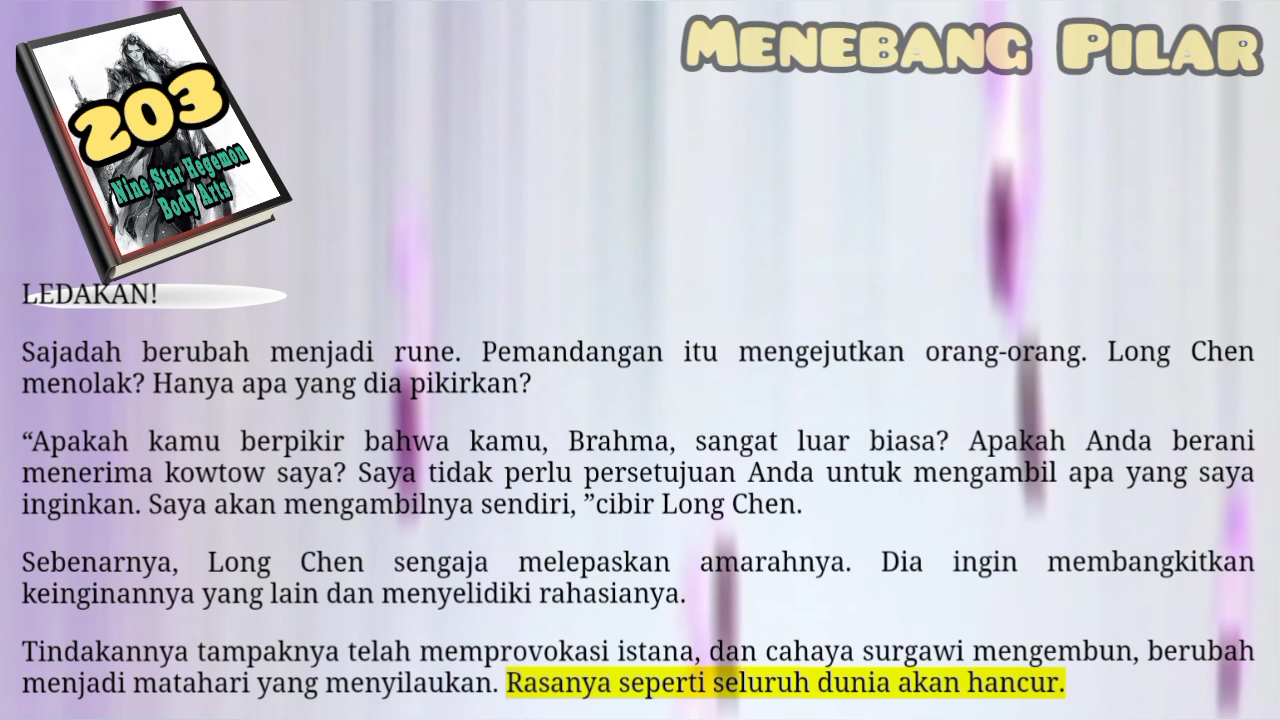 Menebang Pilar
203
Nine Star Hegemon
Body Arts
LEDAKAN!
Sajadah berubah menjadi rune. Pemandangan itu mengejutkan orang-orang. Long Chen
menolak? Hanya apa yang dia pikirkan?
“Apakah kamu berpikir bahwa kamu, Brahma, sangat luar biasa? Apakah Anda berani
menerima kowtow saya? Saya tidak perlu persetujuan Anda untuk mengambil apa yang saya
inginkan. Saya akan mengambilnya sendiri, ”cibir Long Chen.
Sebenarnya, Long Chen sengaja melepaskan amarahnya. Dia ingin membangkitkan
keinginannya yang lain dan menyelidiki rahasianya.
Tindakannya tampaknya telah memprovokasi istana, dan cahaya surgawi mengembun, berubah
menjadi matahari yang menyilaukan. Rasanya seperti seluruh dunia akan hancur.